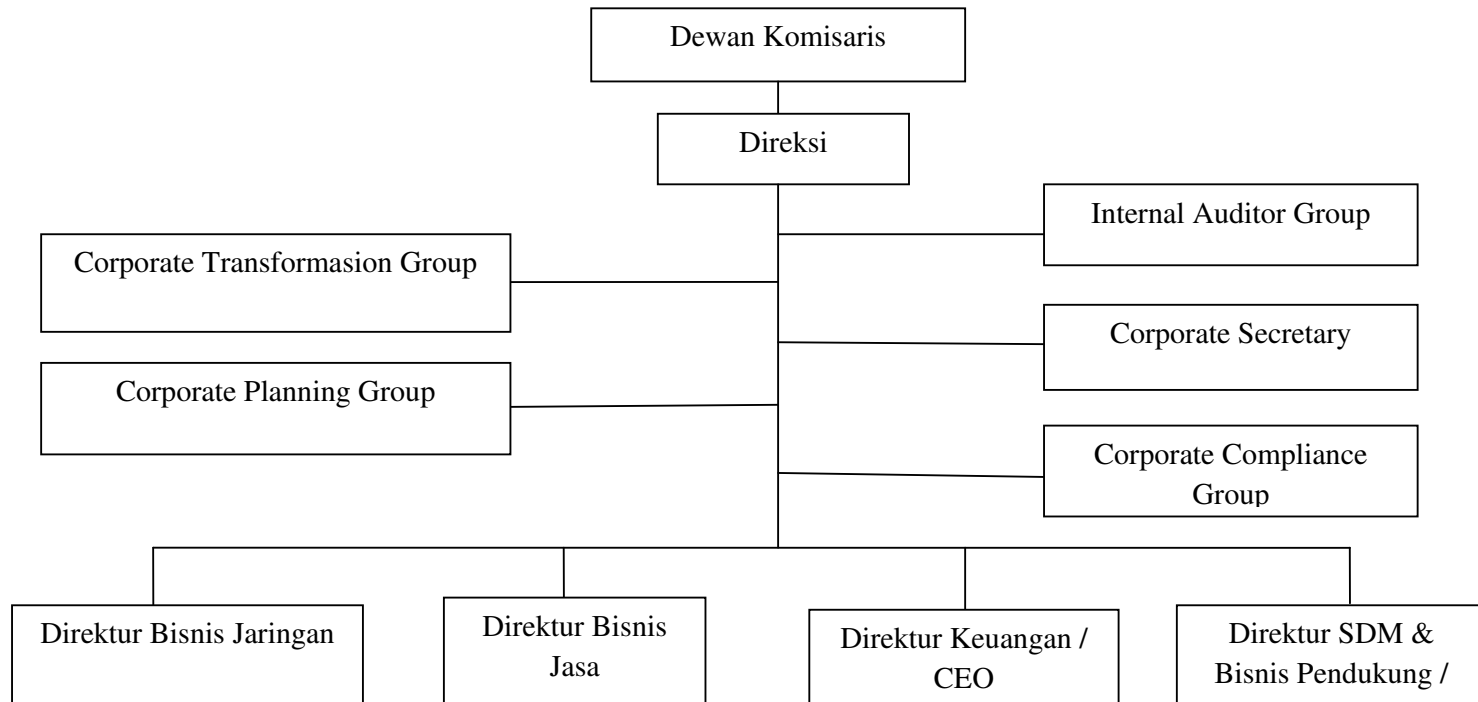 Dewan Komisaris
Direksi
Internal Auditor Group
Corporate Transformasion Group
Corporate Secretary
Corporate Planning Group
Corporate Compliance
Group
Direktur Bisnis Jaringan
Direktur Bisnis
Jasa
Direktur Keuangan /
CEO
Direktur SDM &
Bisnis Pendukung /